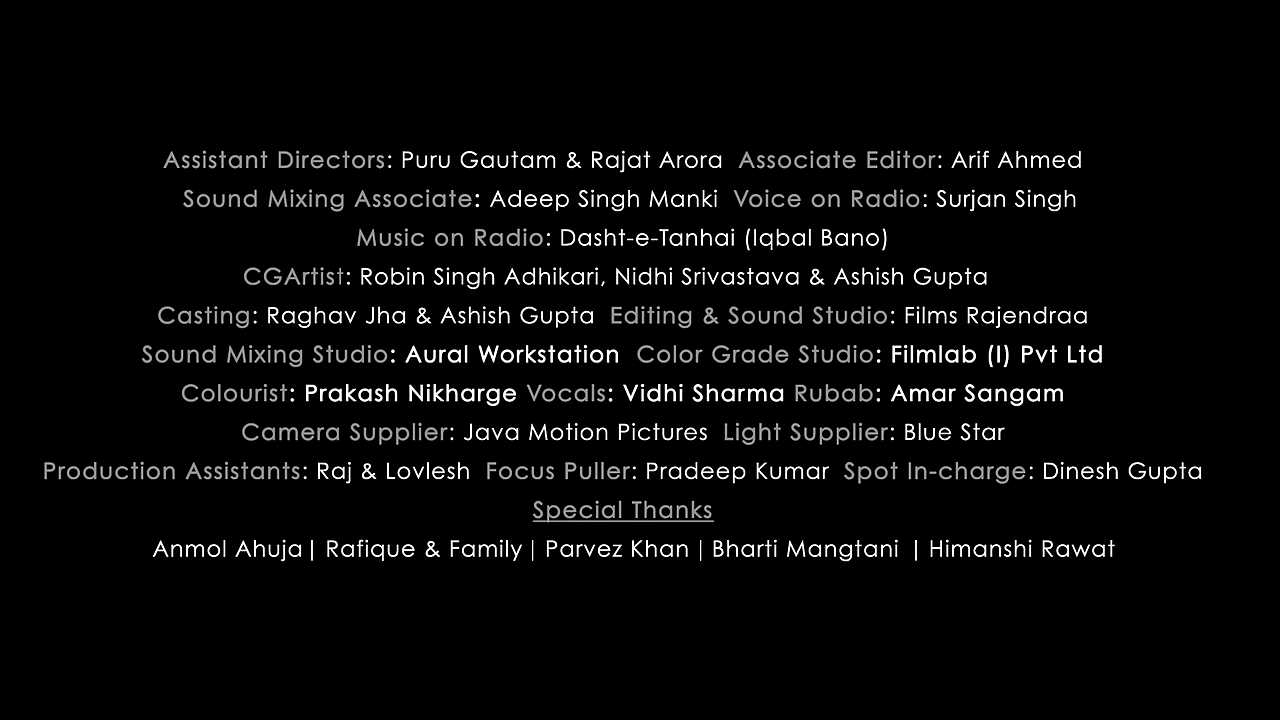 Assistant Directors: Puru Gautam & Rajat Arora Associate Editor: Arif Ahmed
Sound Mixing Associate: Adeep Singh Manki Voice on Radio: Surjan Singh
Music on Radio: Dasht-e-Tanhai (Iqbal Bano)
CGArtist: Robin Singh Adhikari, Nidhi Srivastava & Ashish Gupta
Casting: Raghav Jha & Ashish Gupta Editing & Sound Studio: Films Rajendraa
Sound Mixing Studio: Aural Workstation Color Grade Studio: Filmlab (I) Pvt Ltd
Colourist: Prakash Nikharge Vocals: Vidhi Sharma Rubab: Amar Sangam
Camera Supplier: Java Motion Pictures Light Supplier: Blue Star
Production Assistants: Raj & Lovlesh Focus Puller: Pradeep Kumar Spot In-charge: Dinesh Gupta
Special Thanks
Anmol Ahuja| Rafique & Family | Parvez Khan | Bharti Mangtani | Himanshi Rawat